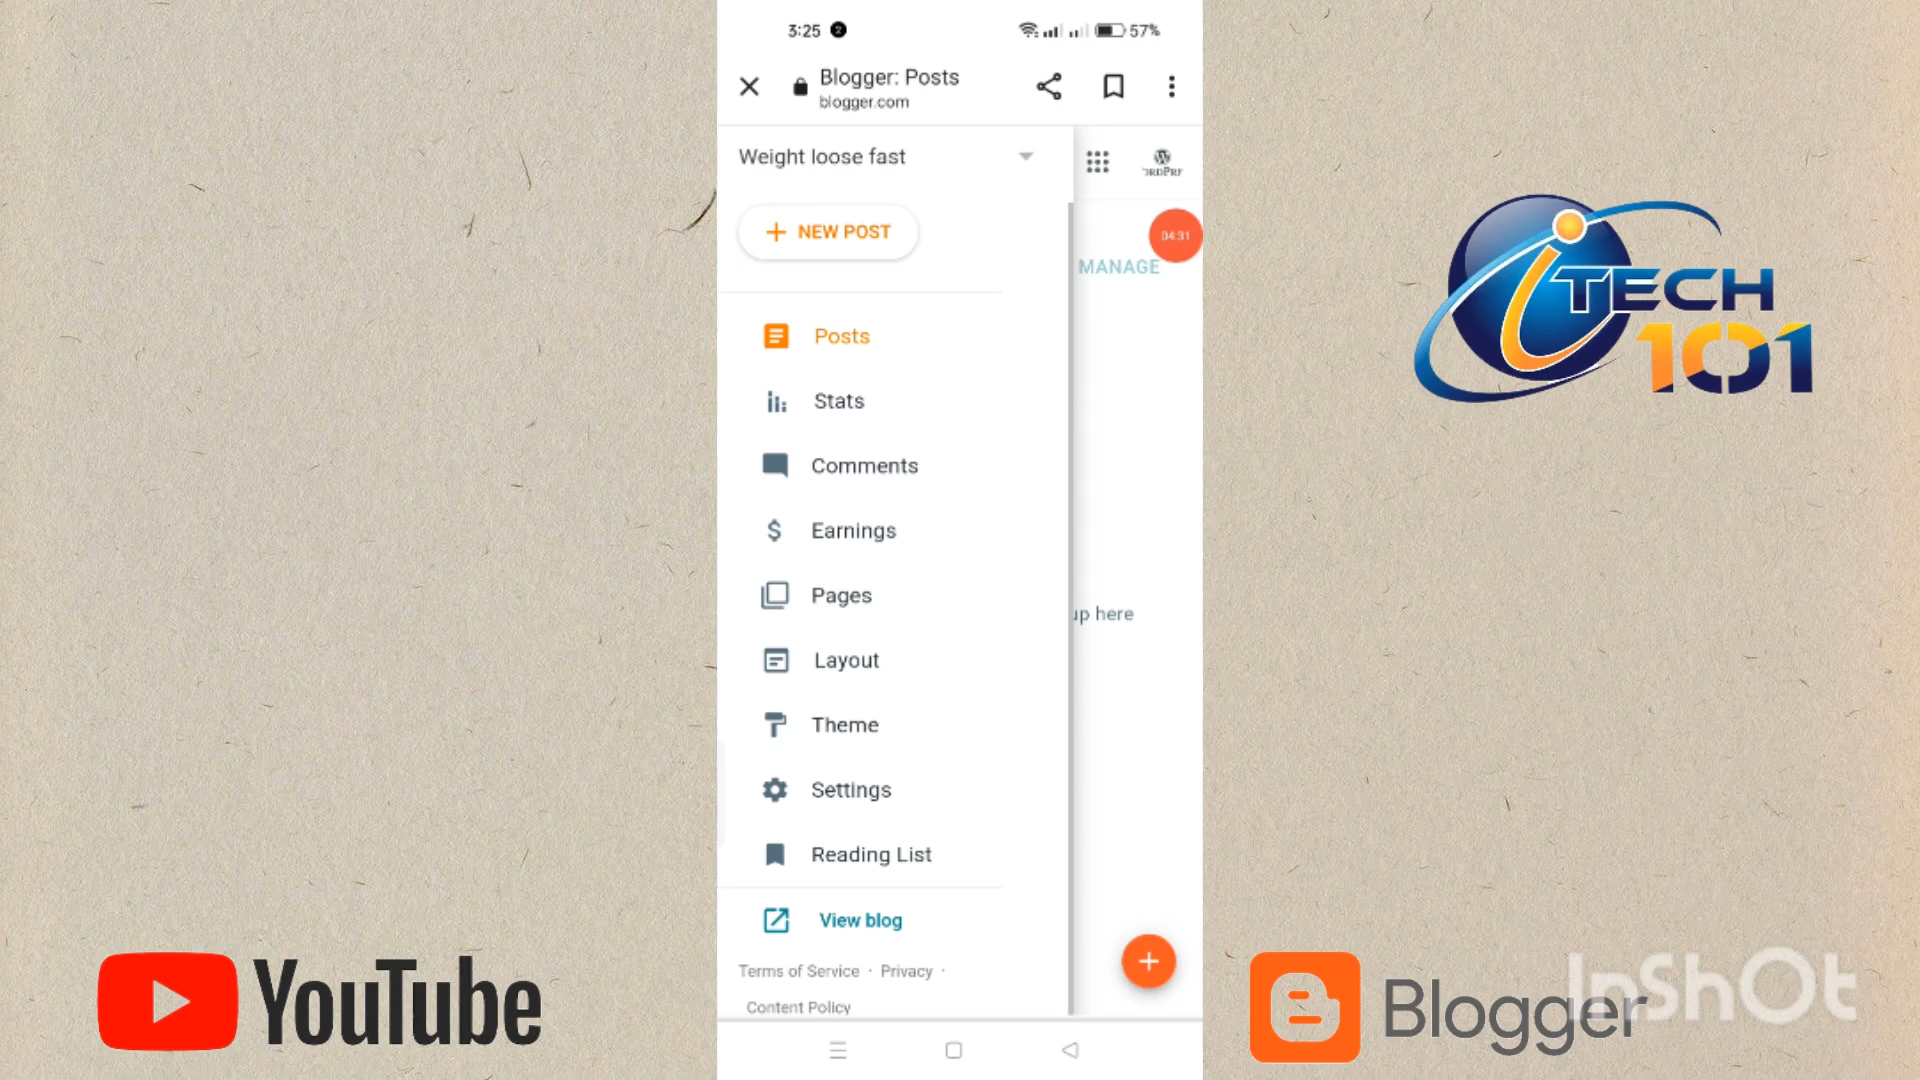 3:25 2 57%
Blogger: Posts
blogger.com
Weight loose fast
NEW POST
04:31
MANAGE
Posts
Stats
Comments
Earnings
Pages
up here
Layout
Theme
Settings
Reading List
View blog
Terms of Service · Privacy ·
Content Policy
iTECH
101
YouTube
Blogger
InShOt